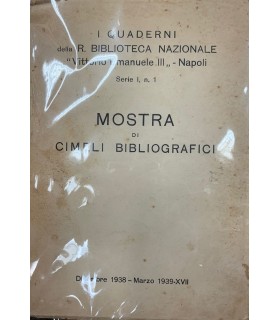 I QUADERNI
della R. BIBLIOTECA NAZIONALE
"Vittorio Emanuele III„ - Napoli
Serie I, n. 1
MOSTRA
DI
CIMELI BIBLIOGRAFICI
Dicembre 1938 - Marzo 1939-XVII